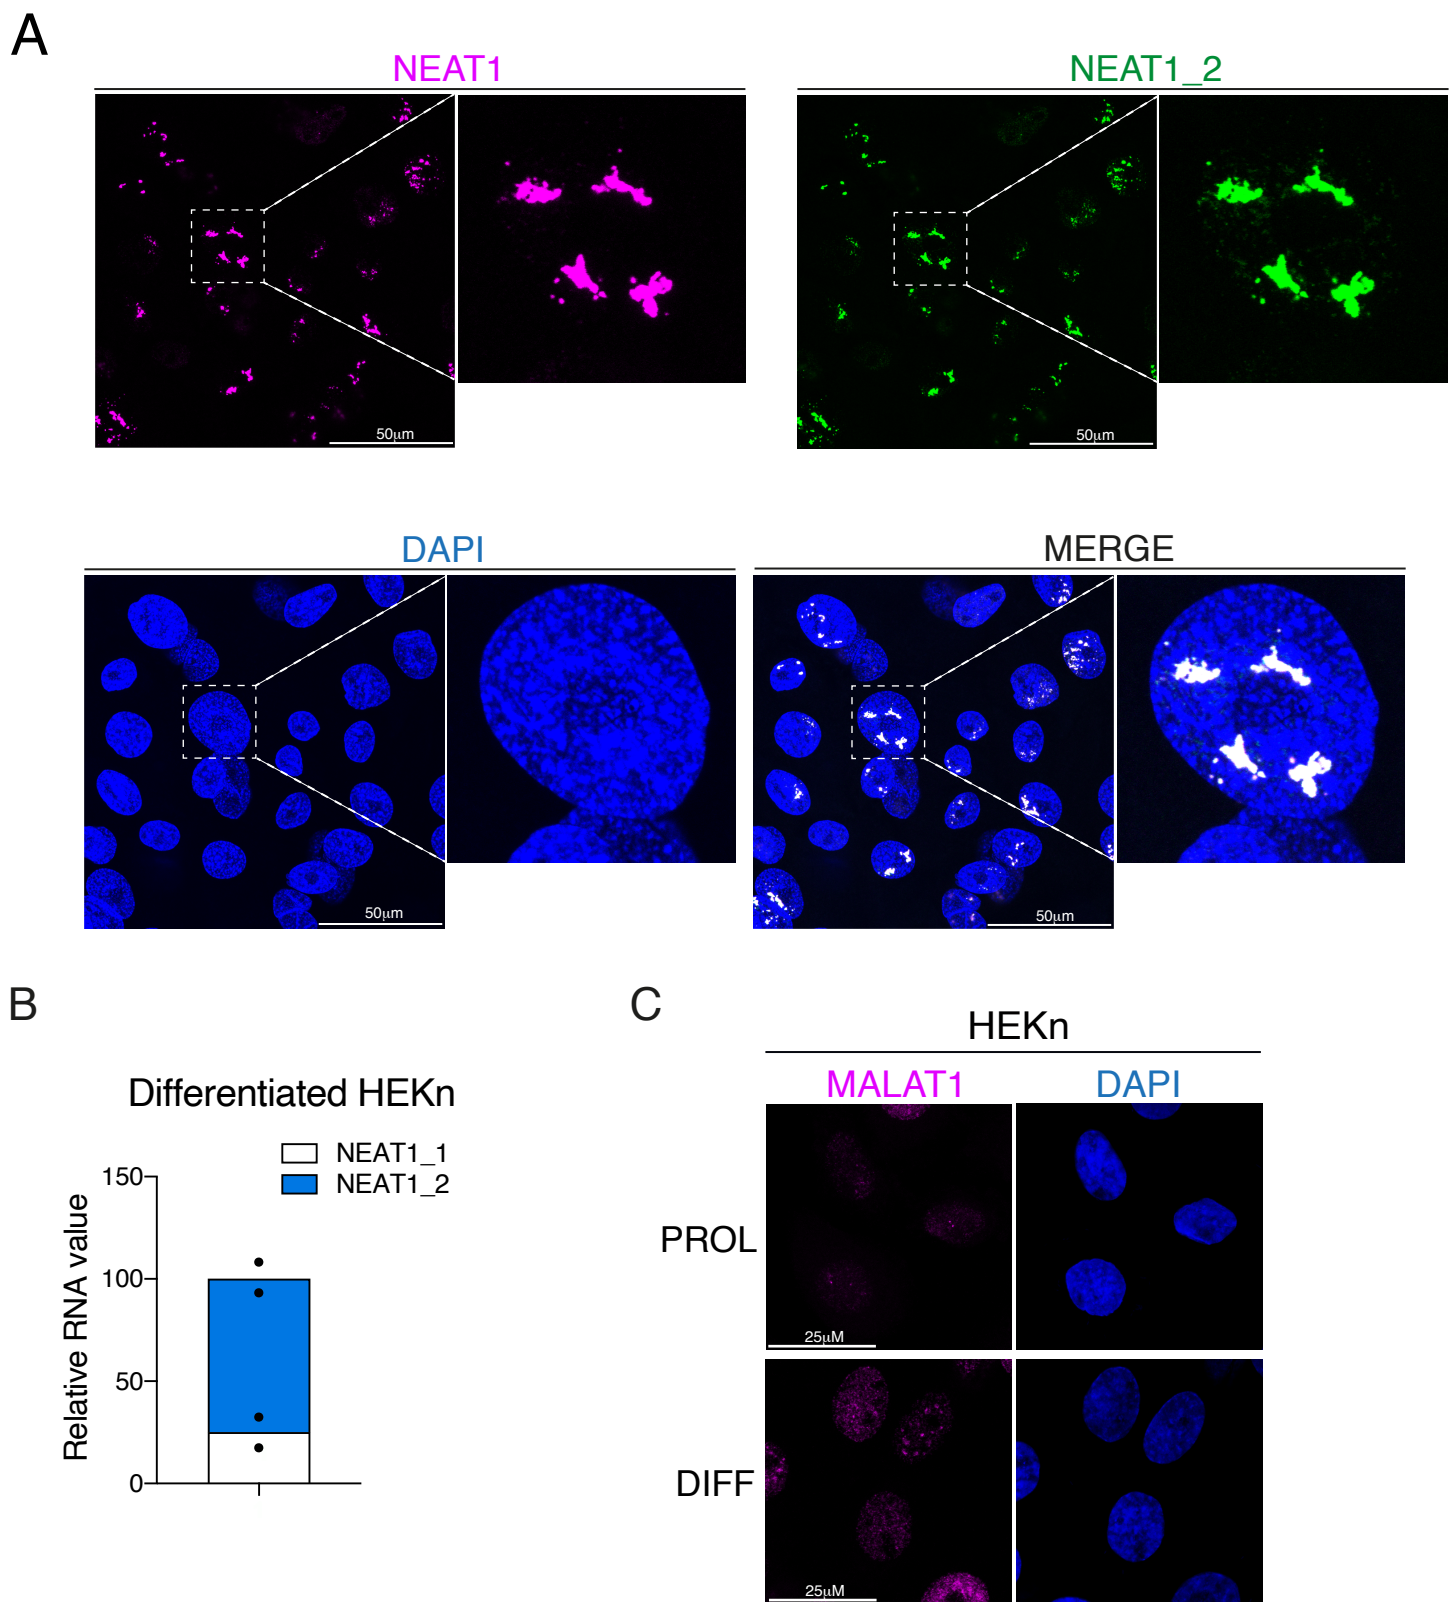 A
NEAT1
NEAT1_2
50μm
50μm
DAPI
MERGE
50μm
50μm
B
C
HEKn
Differentiated HEKn
MALAT1
DAPI
NEAT1_1
NEAT1_2
Relative RNA value
150
100
50
0
PROL
25μM
DIFF
25μM